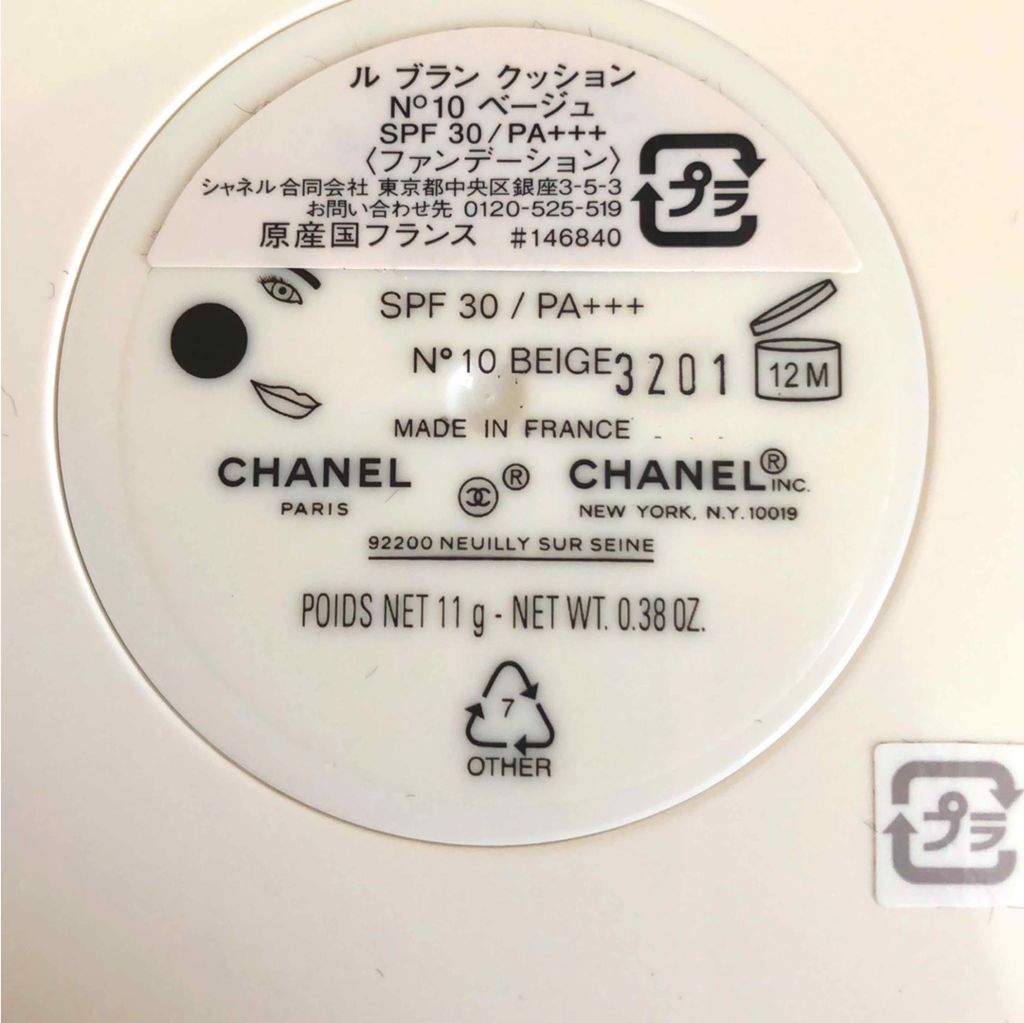 ル ブラン クッション
Nº10 ベージュ
SPF 30/PA+++
〈ファンデーション〉
シャネル合同会社 東京都中央区銀座3-5-3
お問い合わせ先 0120-525-519
原産国フランス #146840
プラ
SPF 30 / PA+++
Nº 10 BEIGE 3201
12 M
MADE IN FRANCE
CHANEL
PARIS
®
CHANEL® INC.
NEW YORK, N.Y. 10019
92200 NEUILLY SUR SEINE
POIDS NET 11 g - NET WT. 0.38 OZ.
7
OTHER
プラ